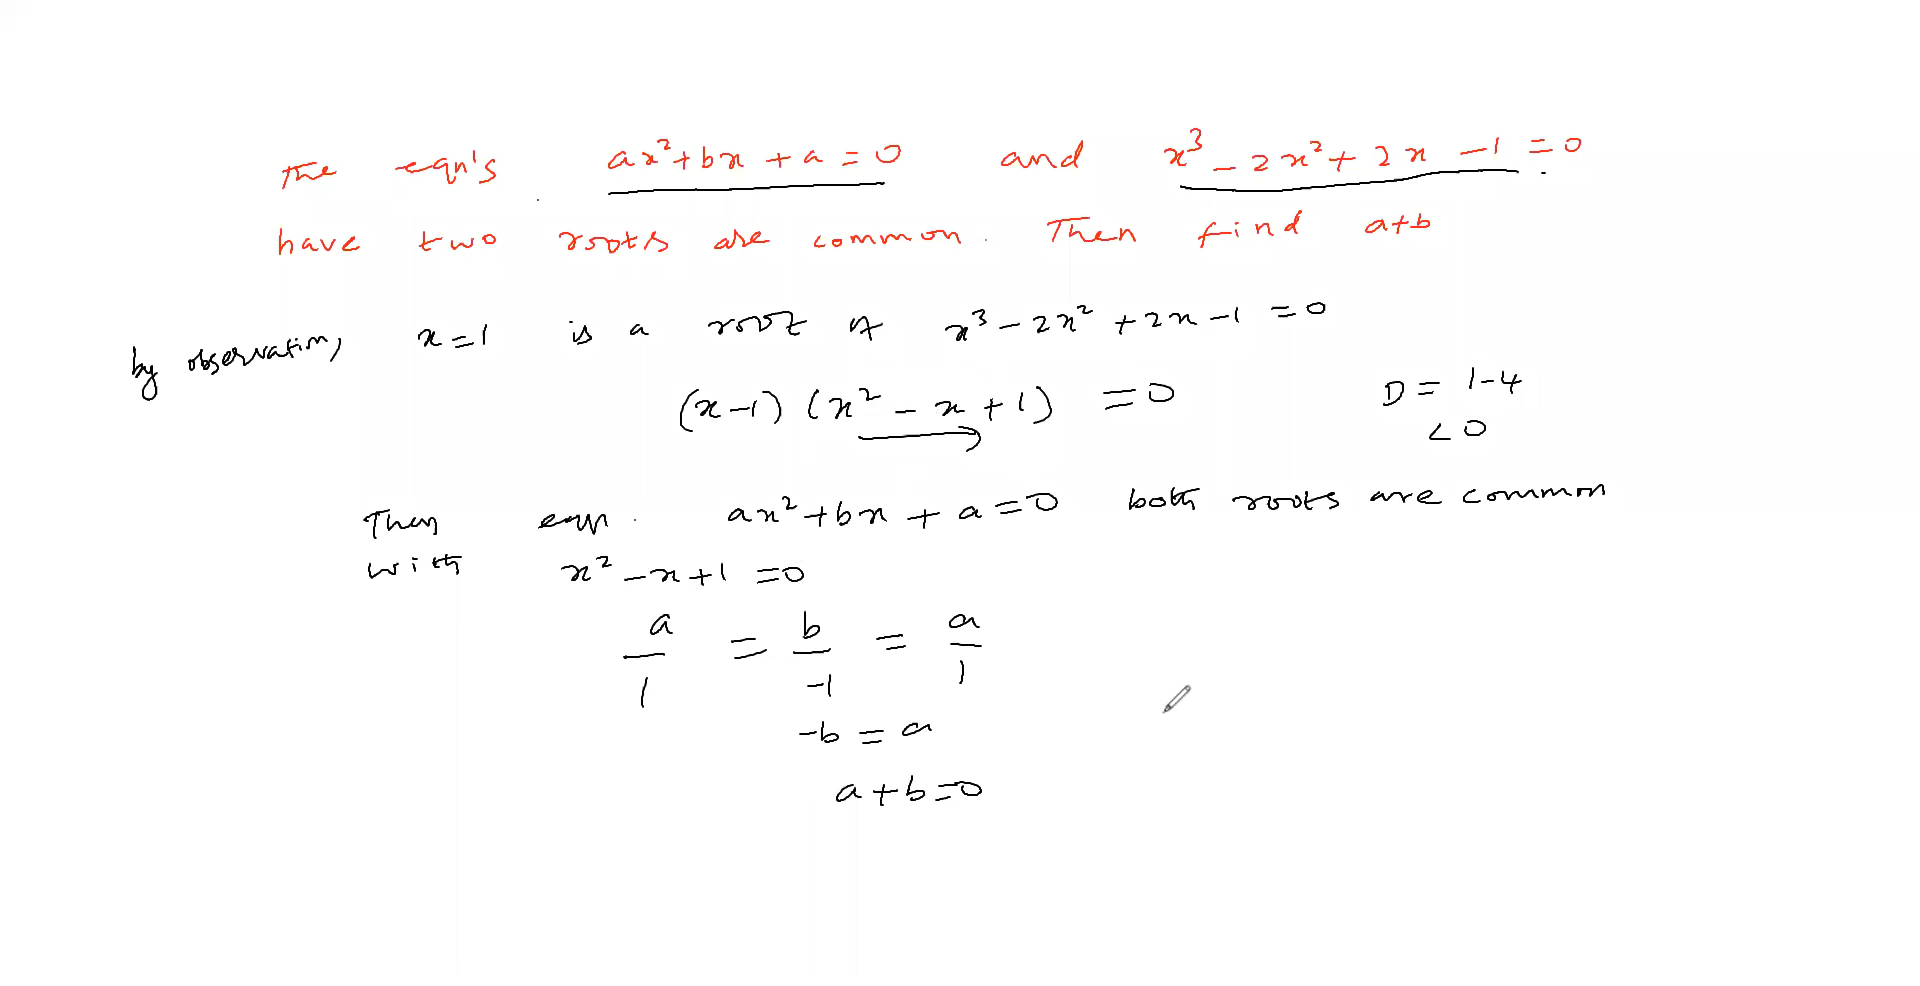 The eqn's ax²+bx+a=0 and x³-2x²+2x-1=0
have two roots are common. Then find a+b
by observation, x=1 is a root of x³-2x²+2x-1=0
(x-1)(x²-x+1)=0 D=1-4
<0
Then eqn. ax²+bx+a=0 both roots are common
with x²-x+1=0
a/1 = b/-1 = a/1
-b=a
a+b=0